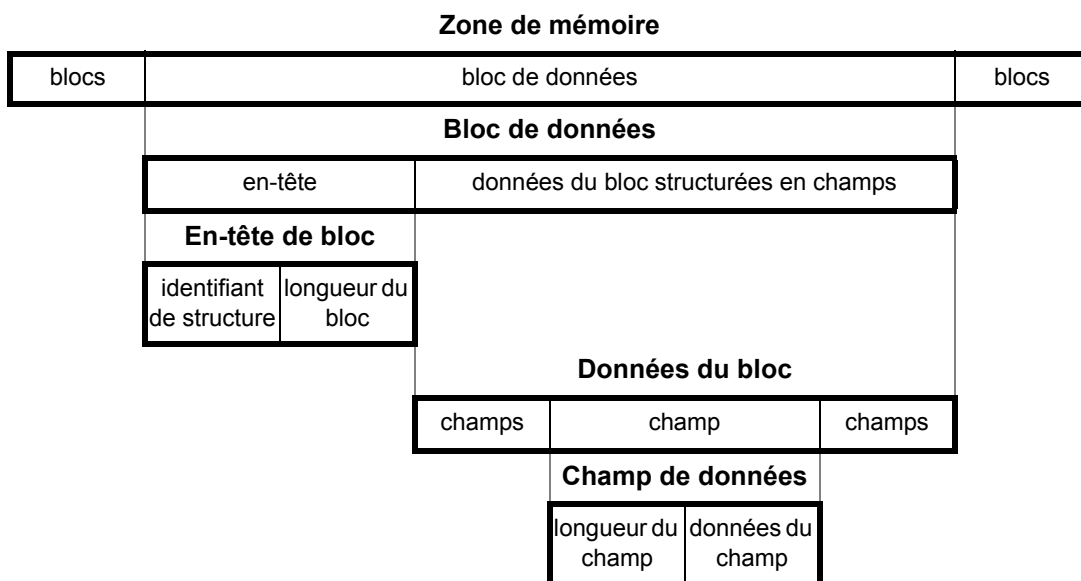 Zone de mémoire
blocs bloc de données blocs
Bloc de données
en-tête données du bloc structurées en champs
En-tête de bloc
identifiant longueur du
de structure bloc
Données du bloc
champs champ champs
Champ de données
longueur du données du
champ champ